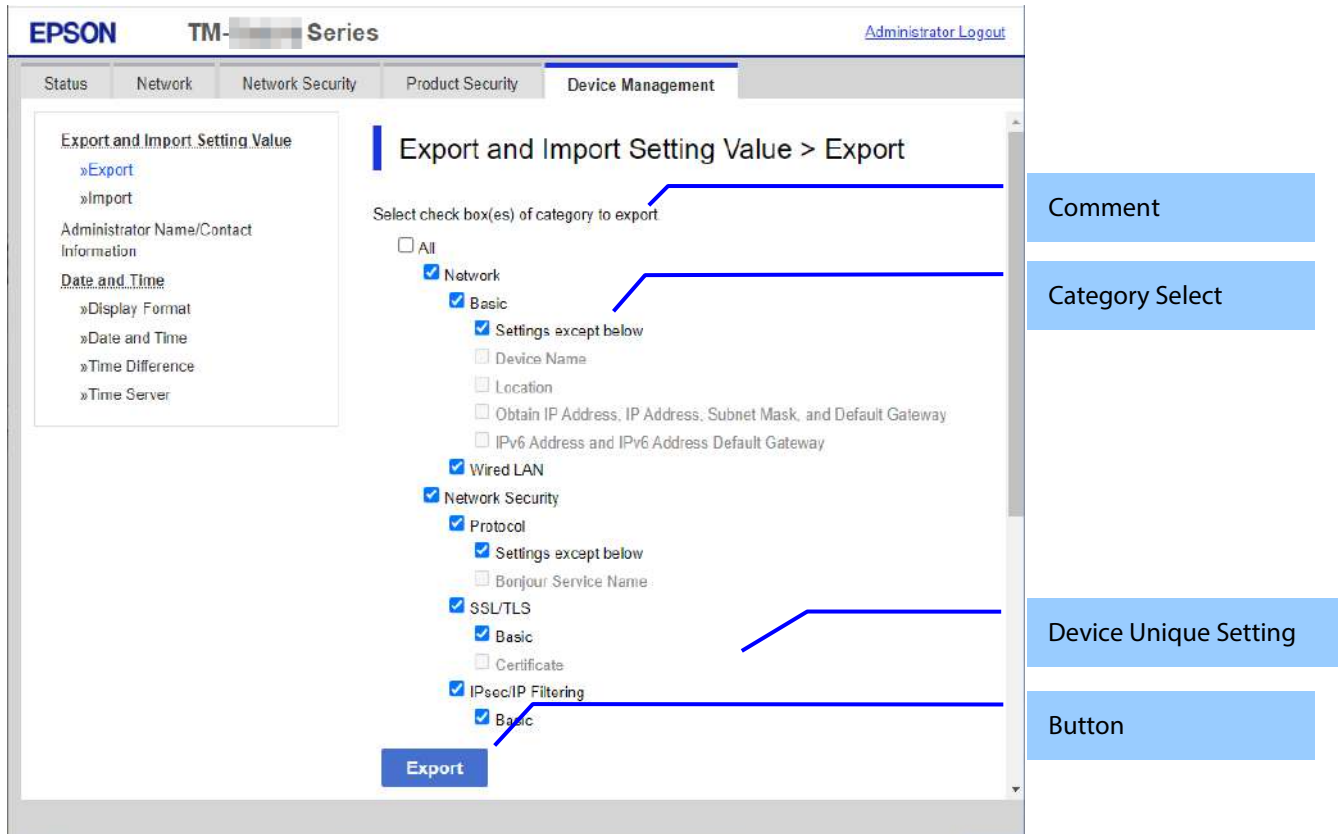 EPSON TM- Series Administrator Logout
Status Network Network Security Product Security Device Management
Export and Import Setting Value
»Export
»Import
Administrator Name/Contact
Information
Date and Time
»Display Format
»Date and Time
»Time Difference
»Time Server
Export and Import Setting Value > Export
Select check box(es) of category to export.
All
Network
Basic
Settings except below
Device Name
Location
Obtain IP Address, IP Address, Subnet Mask, and Default Gateway
IPv6 Address and IPv6 Address Default Gateway
Wired LAN
Network Security
Protocol
Settings except below
Bonjour Service Name
SSL/TLS
Basic
Certificate
IPsec/IP Filtering
Basic
Export
Comment
Category Select
Device Unique Setting
Button